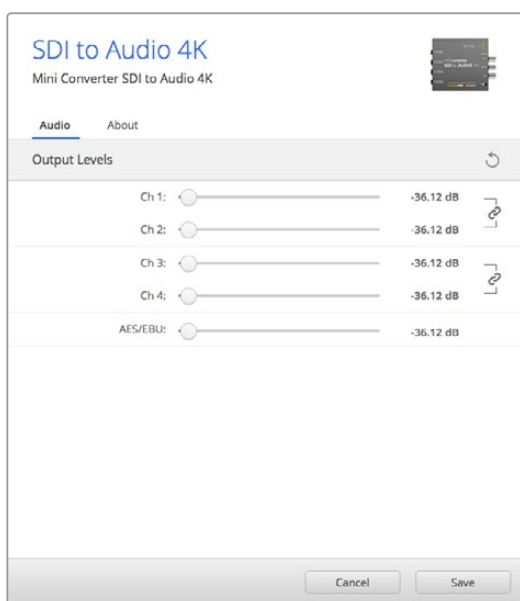 SDI to Audio 4K
Mini Converter SDI to Audio 4K
Audio About
Output Levels
Ch 1: -36.12 dB
Ch 2: -36.12 dB
Ch 3: -36.12 dB
Ch 4: -36.12 dB
AES/EBU: -36.12 dB
Cancel Save